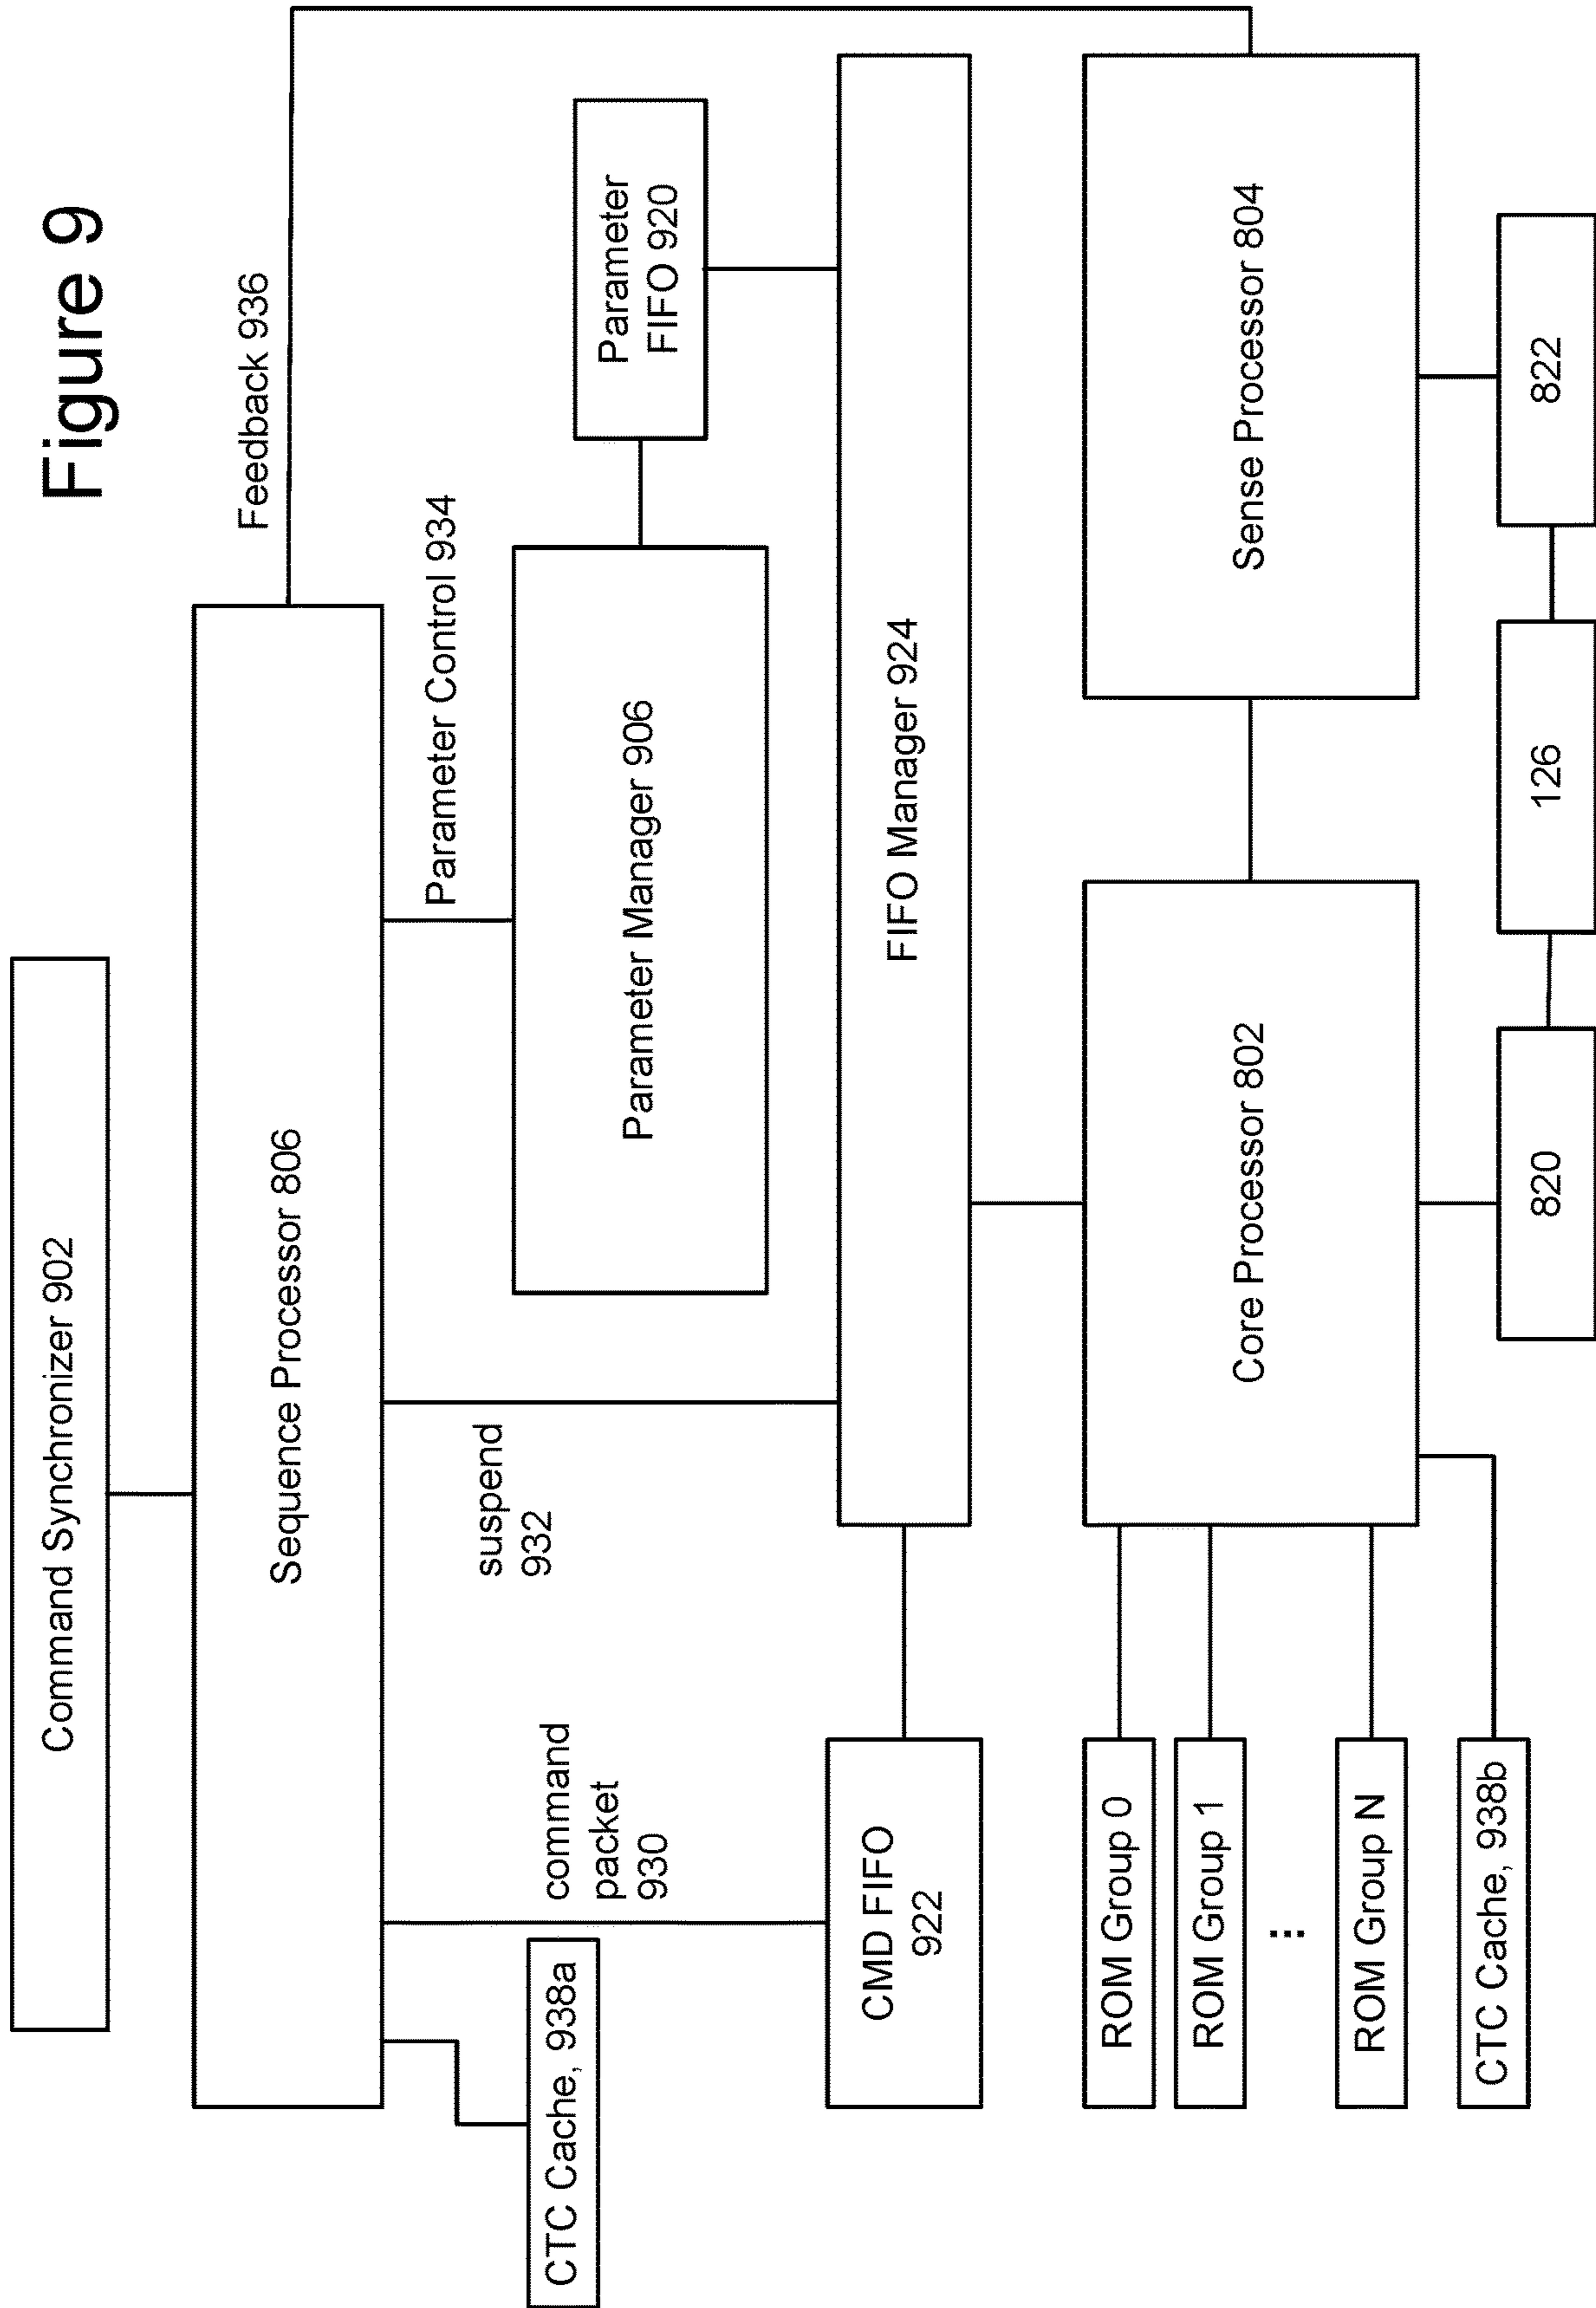 Figure 9
Command Synchronizer 902
Sequence Processor 806
Feedback 936
CTC Cache, 938a
command
packet
930
suspend
932
Parameter Control 934
Parameter Manager 906
Parameter
FIFO 920
CMD FIFO
922
FIFO Manager 924
ROM Group 0
ROM Group 1
...
ROM Group N
CTC Cache, 938b
Core Processor 802
Sense Processor 804
820
126
822